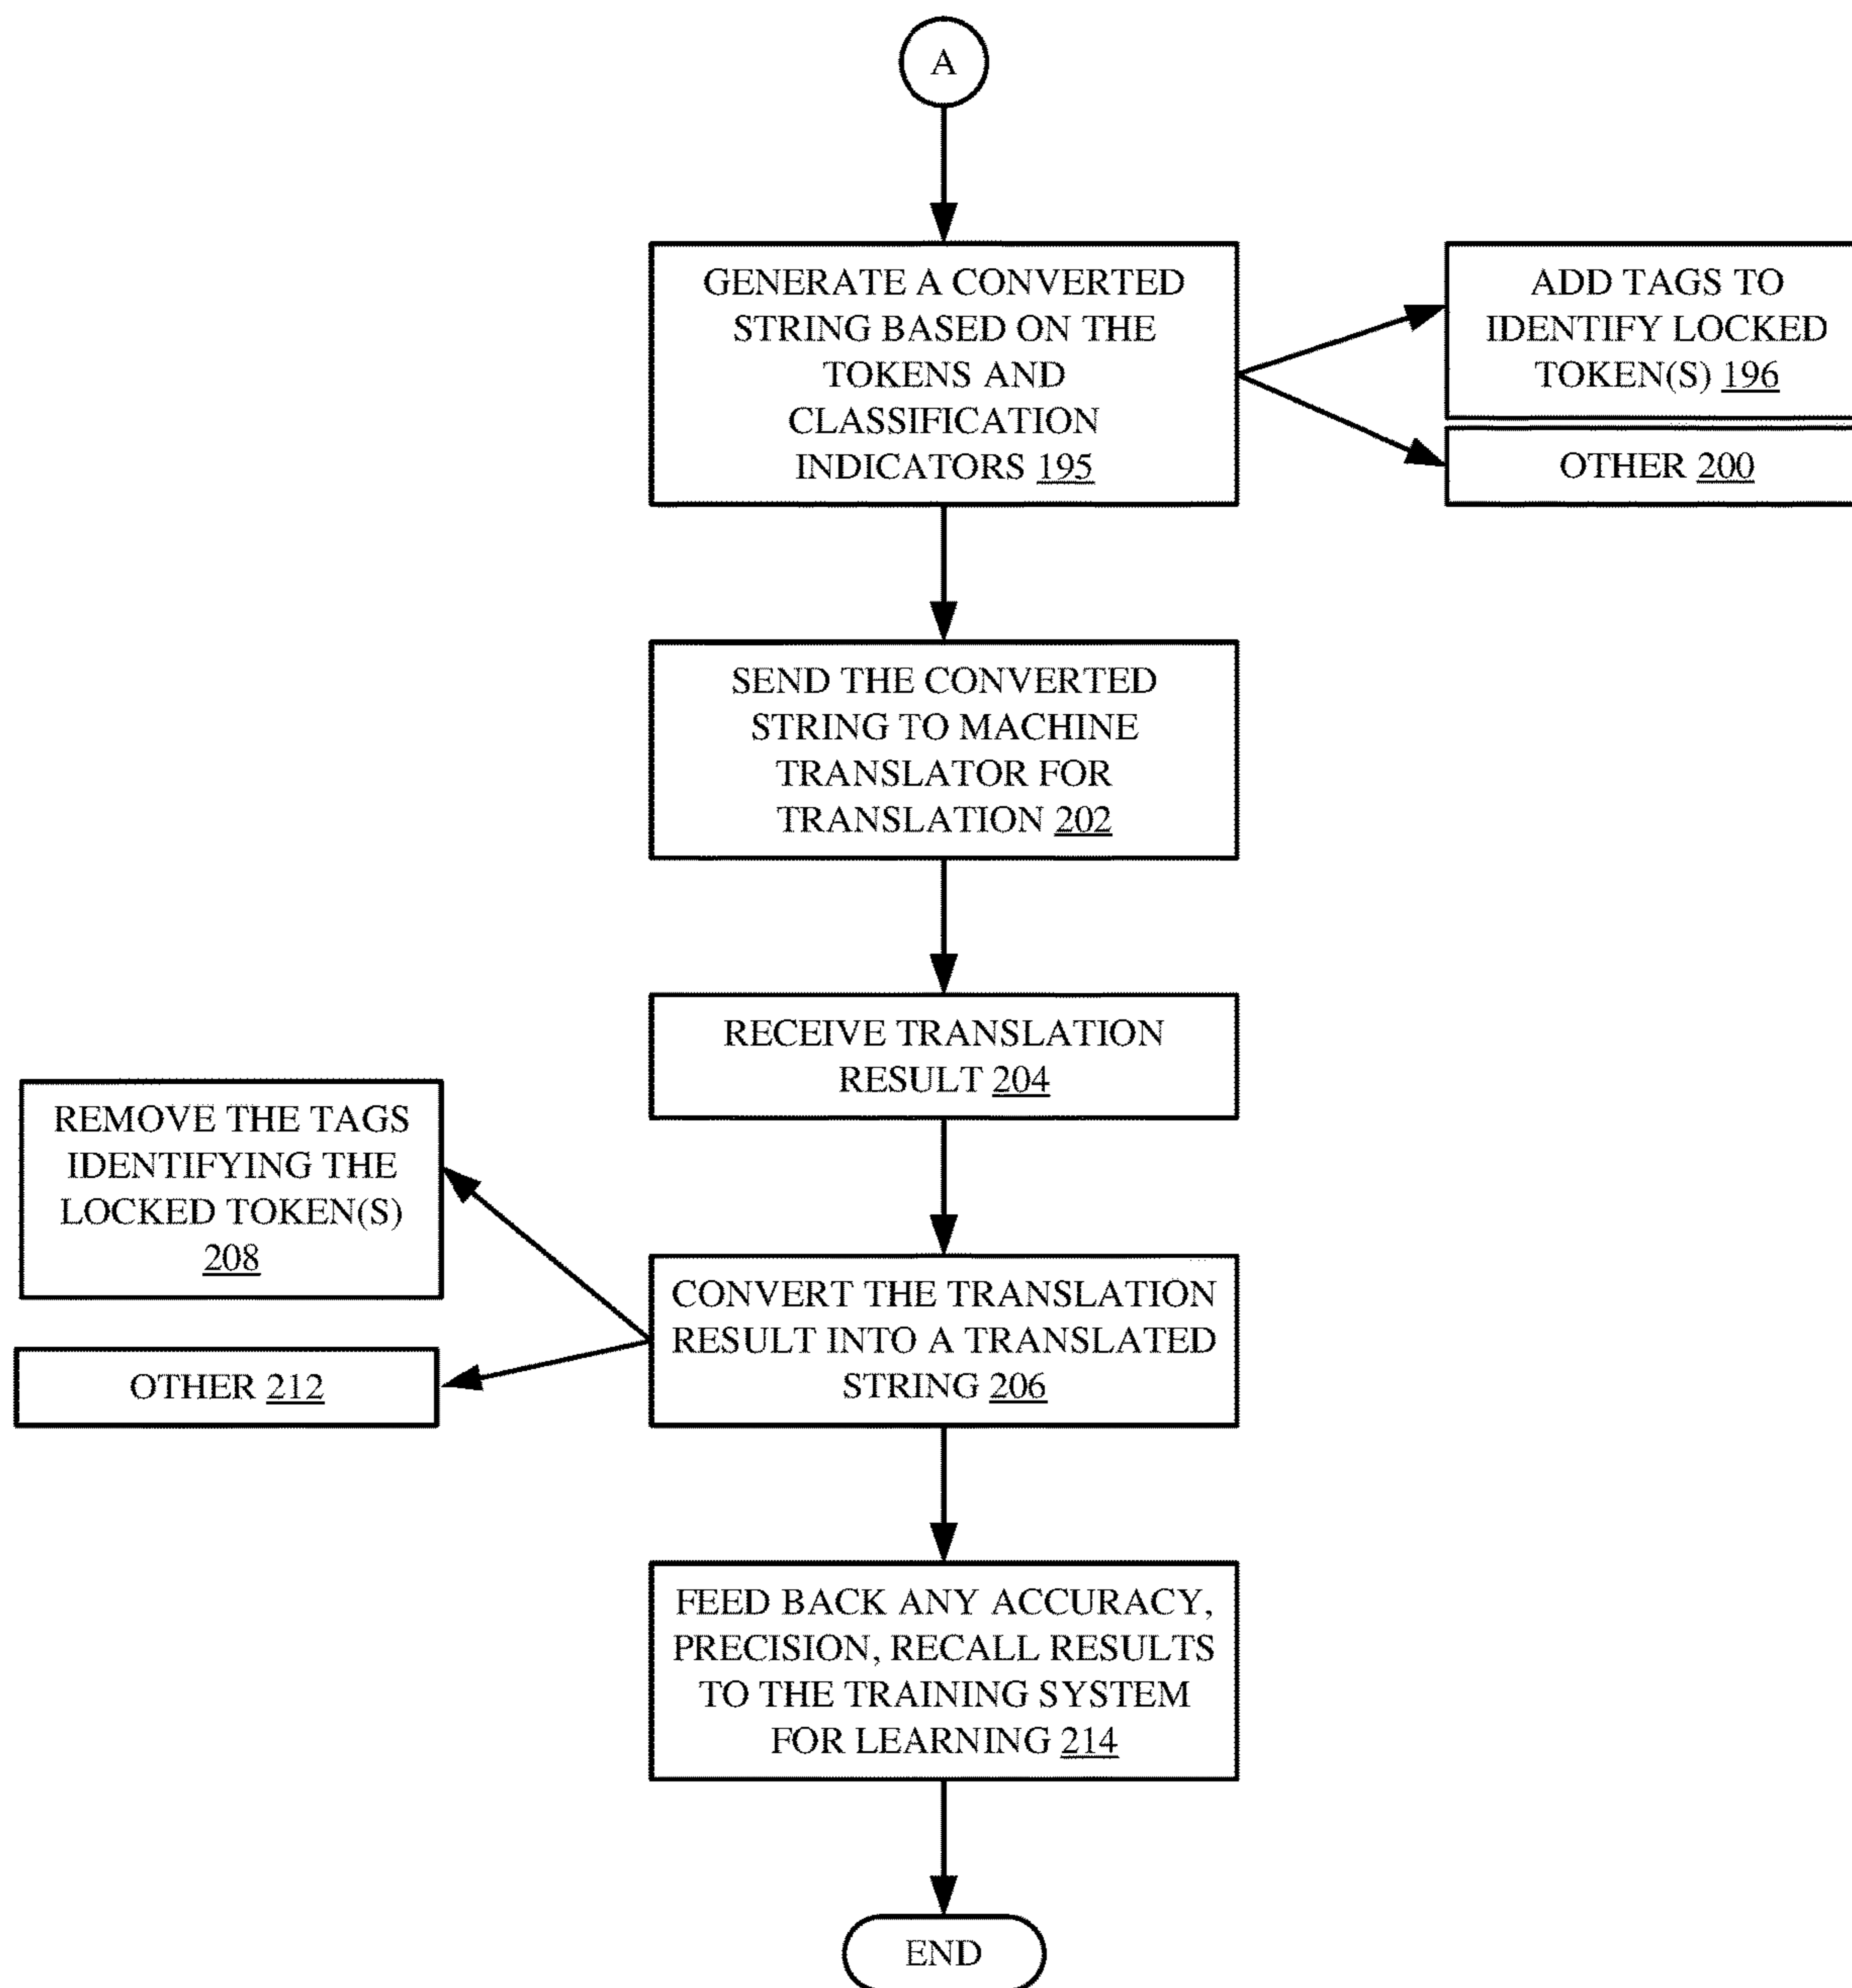 A
GENERATE A CONVERTED
STRING BASED ON THE
TOKENS AND
CLASSIFICATION
INDICATORS 195
ADD TAGS TO
IDENTIFY LOCKED
TOKEN(S) 196
OTHER 200
SEND THE CONVERTED
STRING TO MACHINE
TRANSLATOR FOR
TRANSLATION 202
RECEIVE TRANSLATION
RESULT 204
REMOVE THE TAGS
IDENTIFYING THE
LOCKED TOKEN(S)
208
OTHER 212
CONVERT THE TRANSLATION
RESULT INTO A TRANSLATED
STRING 206
FEED BACK ANY ACCURACY,
PRECISION, RECALL RESULTS
TO THE TRAINING SYSTEM
FOR LEARNING 214
END